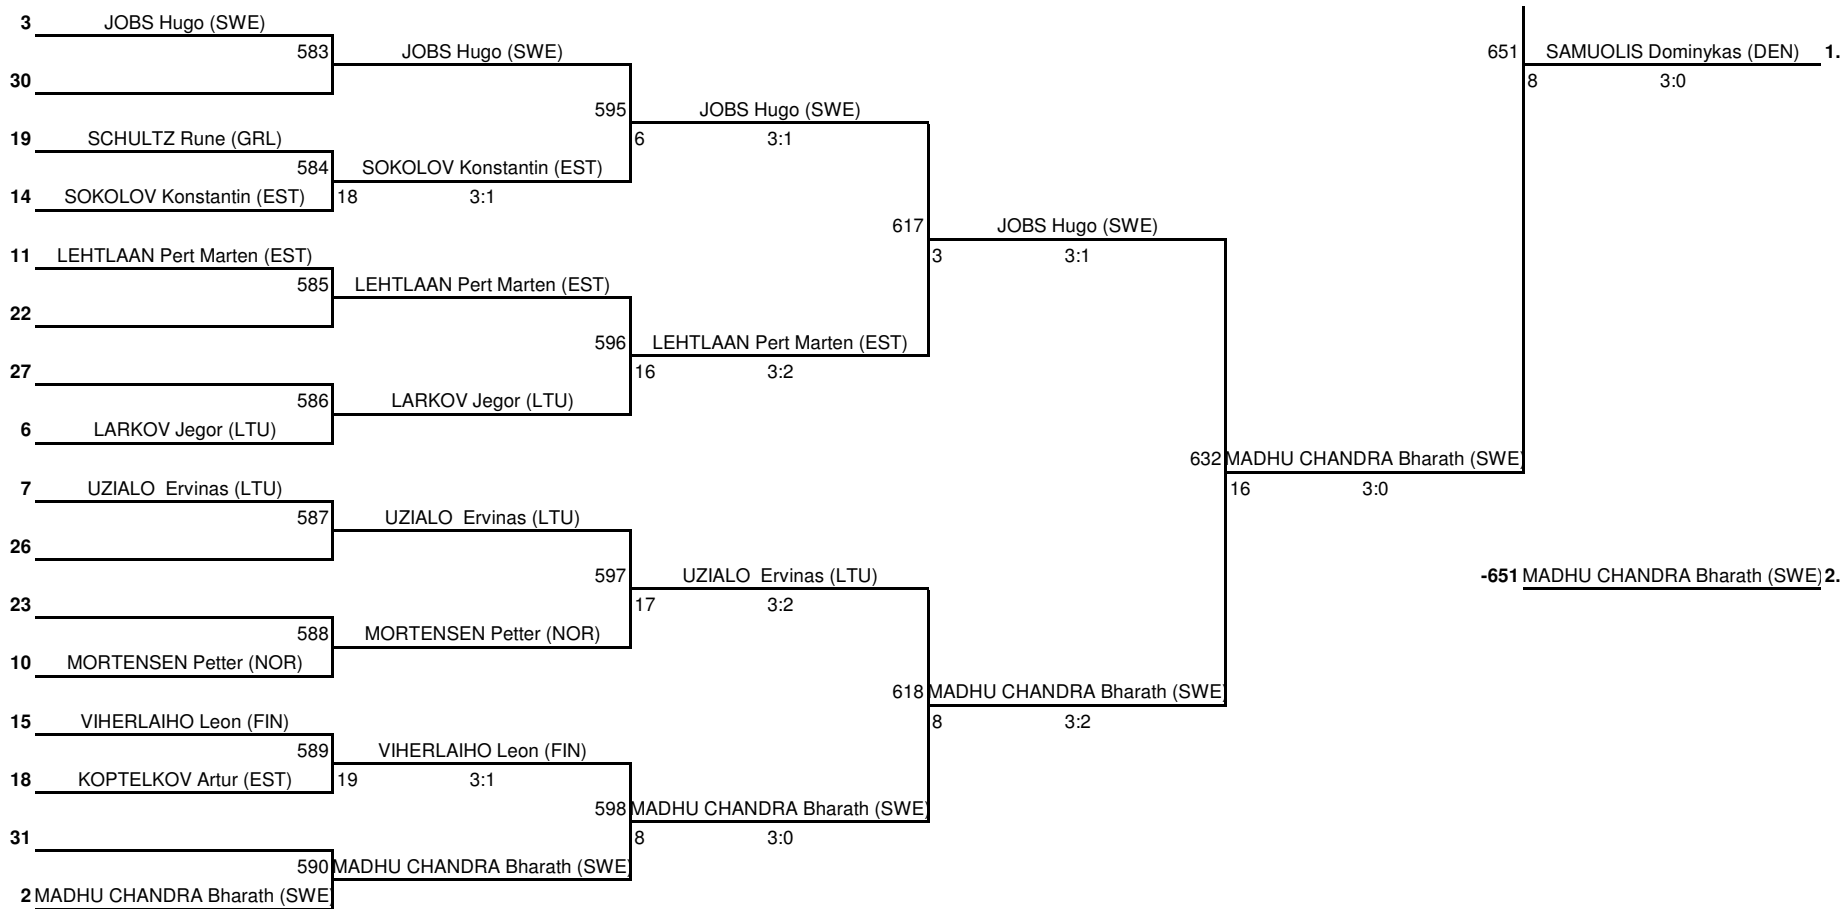 3 JOBS Hugo (SWE)
583 JOBS Hugo (SWE) 651 SAMUOLIS Dominykas (DEN) 1.
30 8 3:0
595 JOBS Hugo (SWE)
19 SCHULTZ Rune (GRL) 6 3:1
584 SOKOLOV Konstantin (EST)
14 SOKOLOV Konstantin (EST) 18 3:1
617 JOBS Hugo (SWE)
11 LEHTLAAN Pert Marten (EST) 3 3:1
585 LEHTLAAN Pert Marten (EST)
22
596 LEHTLAAN Pert Marten (EST)
27 16 3:2
586 LARKOV Jegor (LTU)
6 LARKOV Jegor (LTU)
632 MADHU CHANDRA Bharath (SWE)
7 UZIALO Ervinas (LTU) 16 3:0
587 UZIALO Ervinas (LTU)
26
597 UZIALO Ervinas (LTU) -651 MADHU CHANDRA Bharath (SWE) 2.
23 17 3:2
588 MORTENSEN Petter (NOR)
10 MORTENSEN Petter (NOR)
618 MADHU CHANDRA Bharath (SWE)
15 VIHERLAIHO Leon (FIN) 8 3:2
589 VIHERLAIHO Leon (FIN)
18 KOPTELKOV Artur (EST) 19 3:1
598 MADHU CHANDRA Bharath (SWE)
31 8 3:0
590 MADHU CHANDRA Bharath (SWE)
2 MADHU CHANDRA Bharath (SWE)